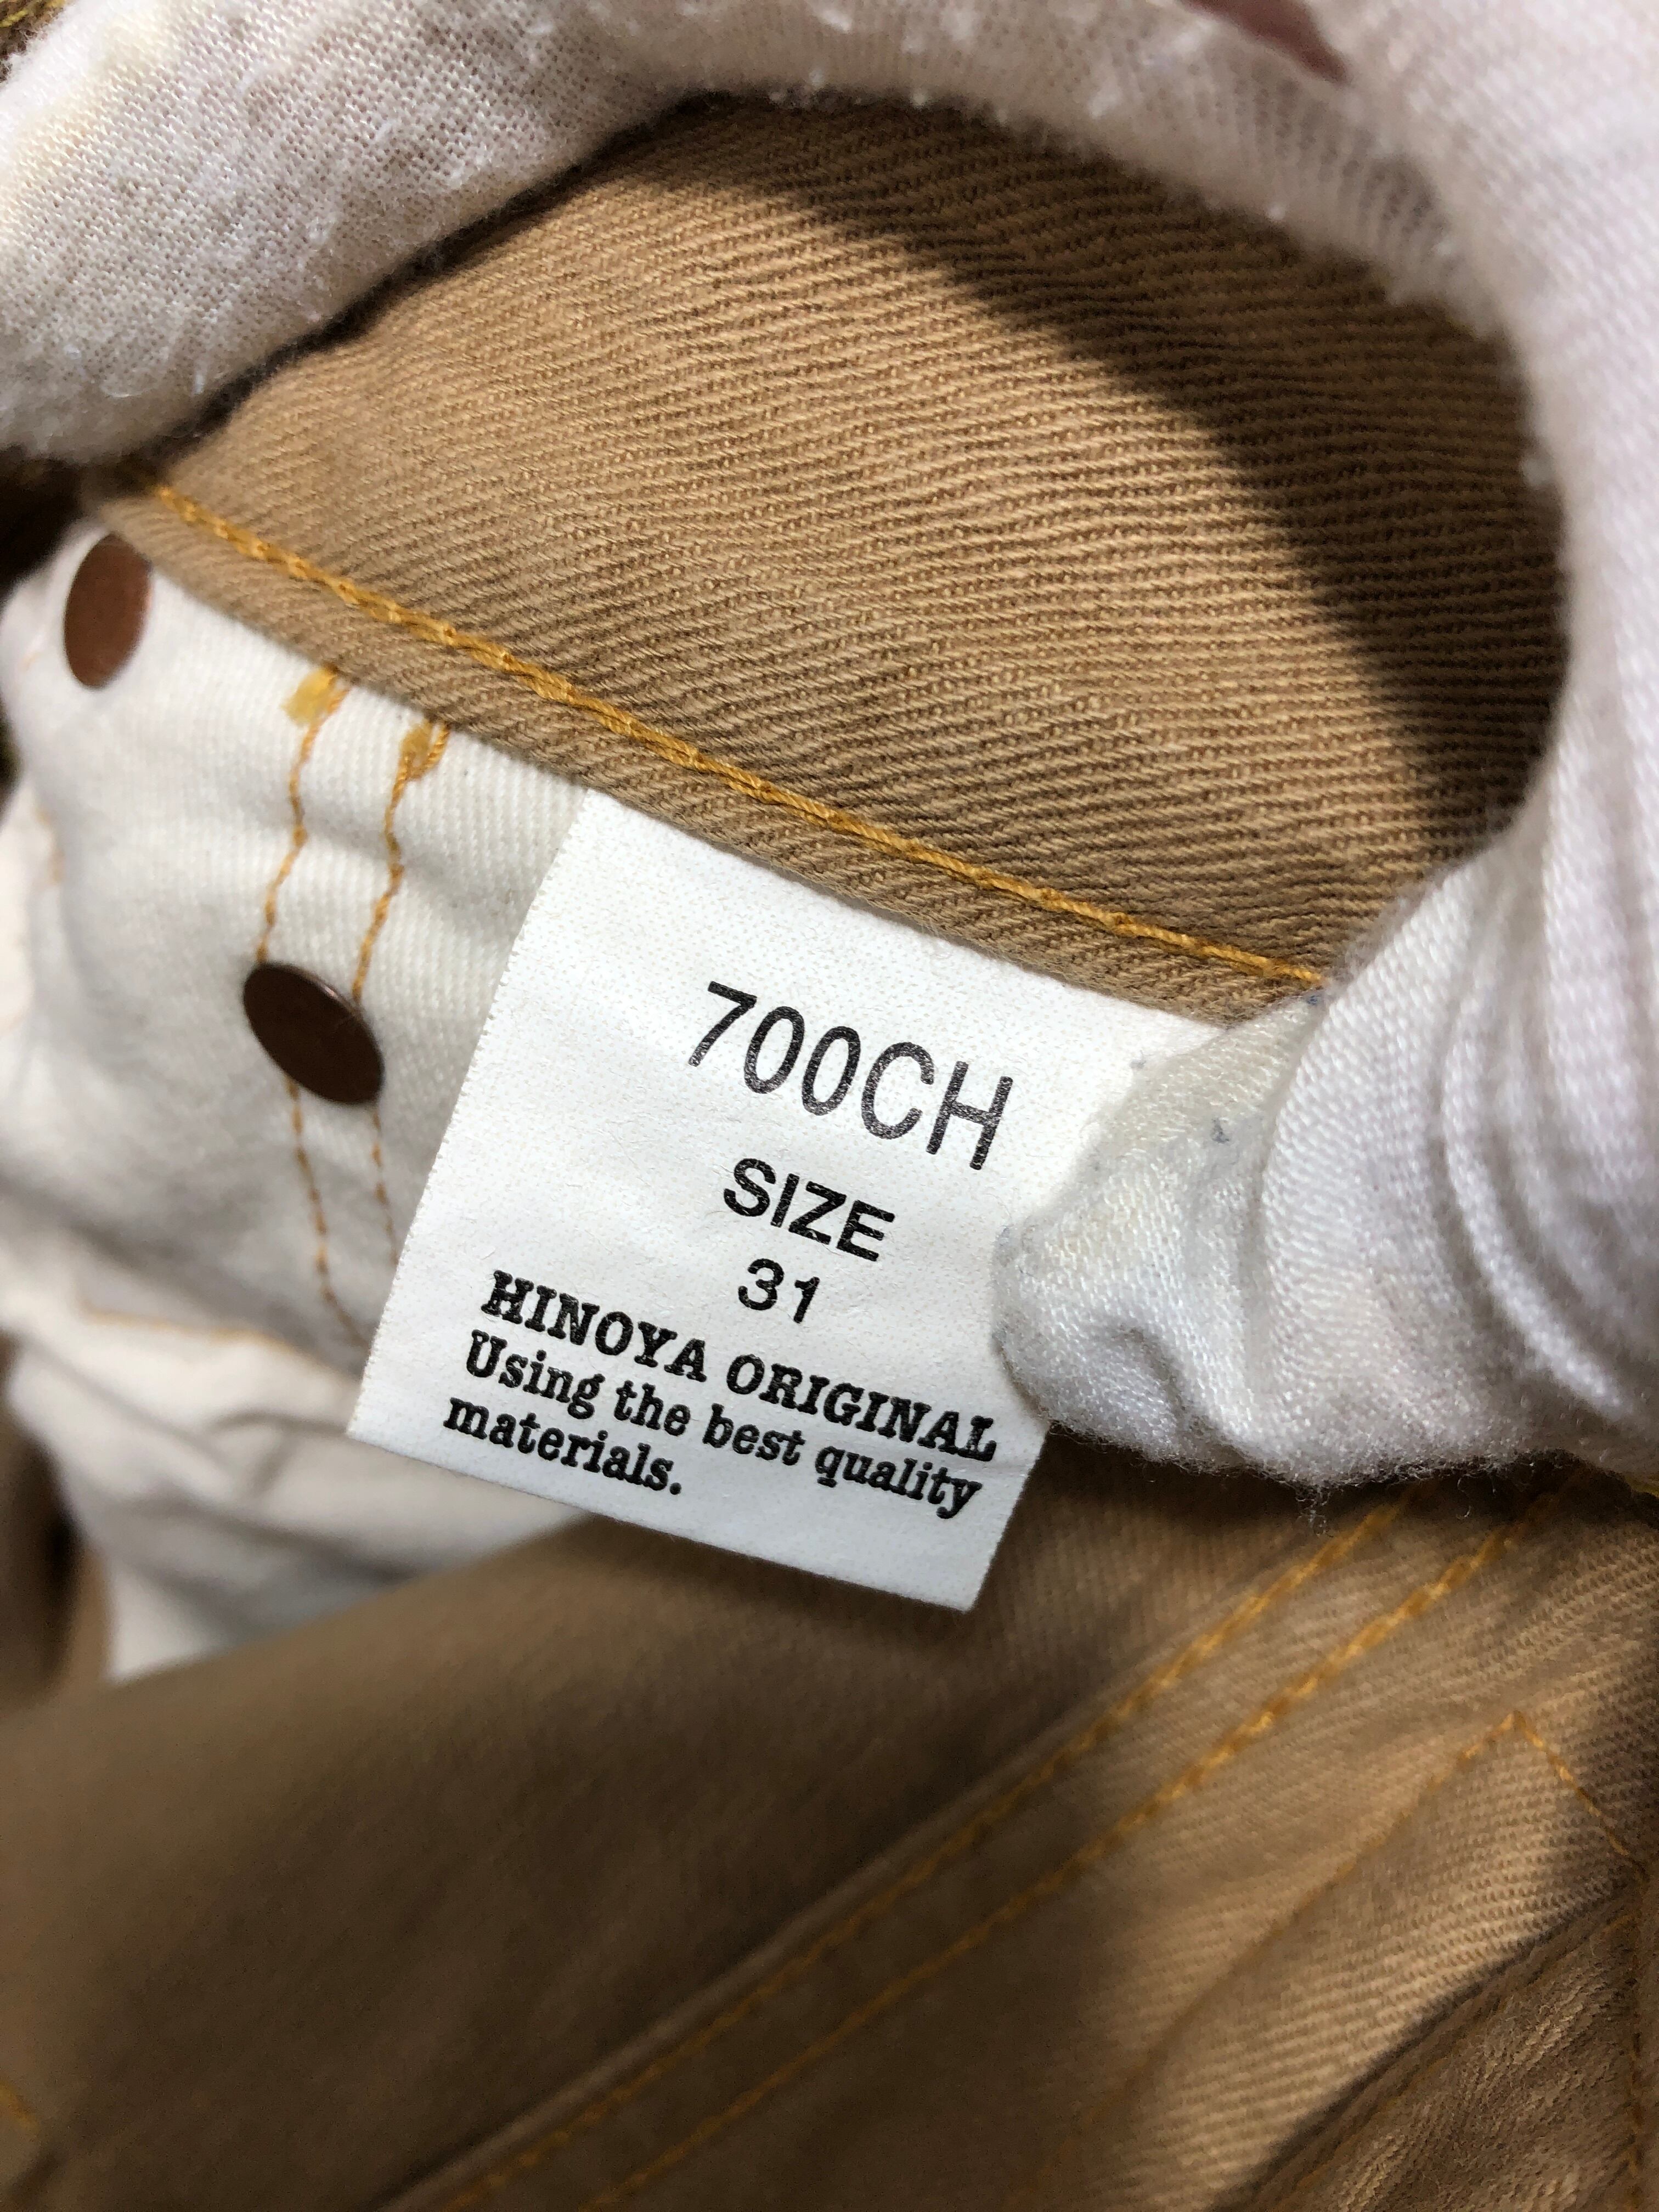 700CH
SIZE
31
HINOYA ORIGINAL
Using the best quality
materials.